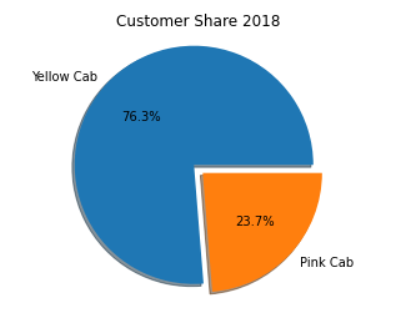 Customer Share 2018
Yellow Cab
76.3%
23.7%
Pink Cab